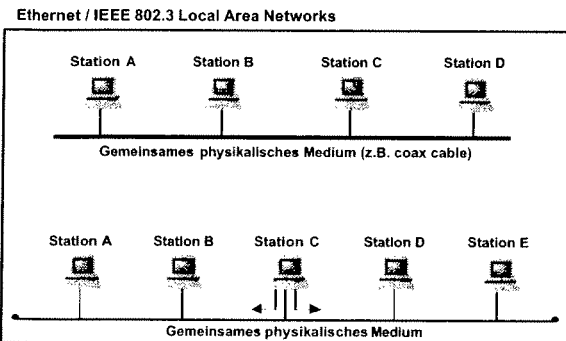 Ethernet / IEEE 802.3 Local Area Networks
Station A Station B Station C Station D
Gemeinsames physikalisches Medium (z.B. coax cable)
Station A Station B Station C Station D Station E
Gemeinsames physikalisches Medium